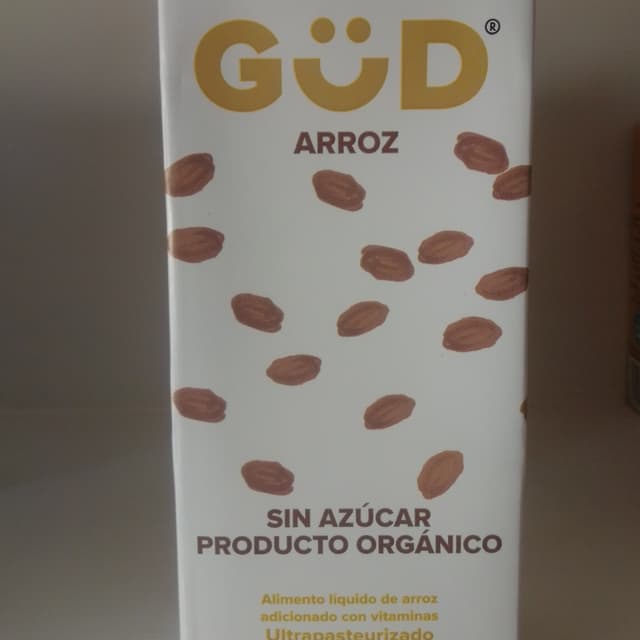 GÜD®
ARROZ
SIN AZÚCAR
PRODUCTO ORGÁNICO
Alimento líquido de arroz
adicionado con vitaminas
Ultrapasteurizado